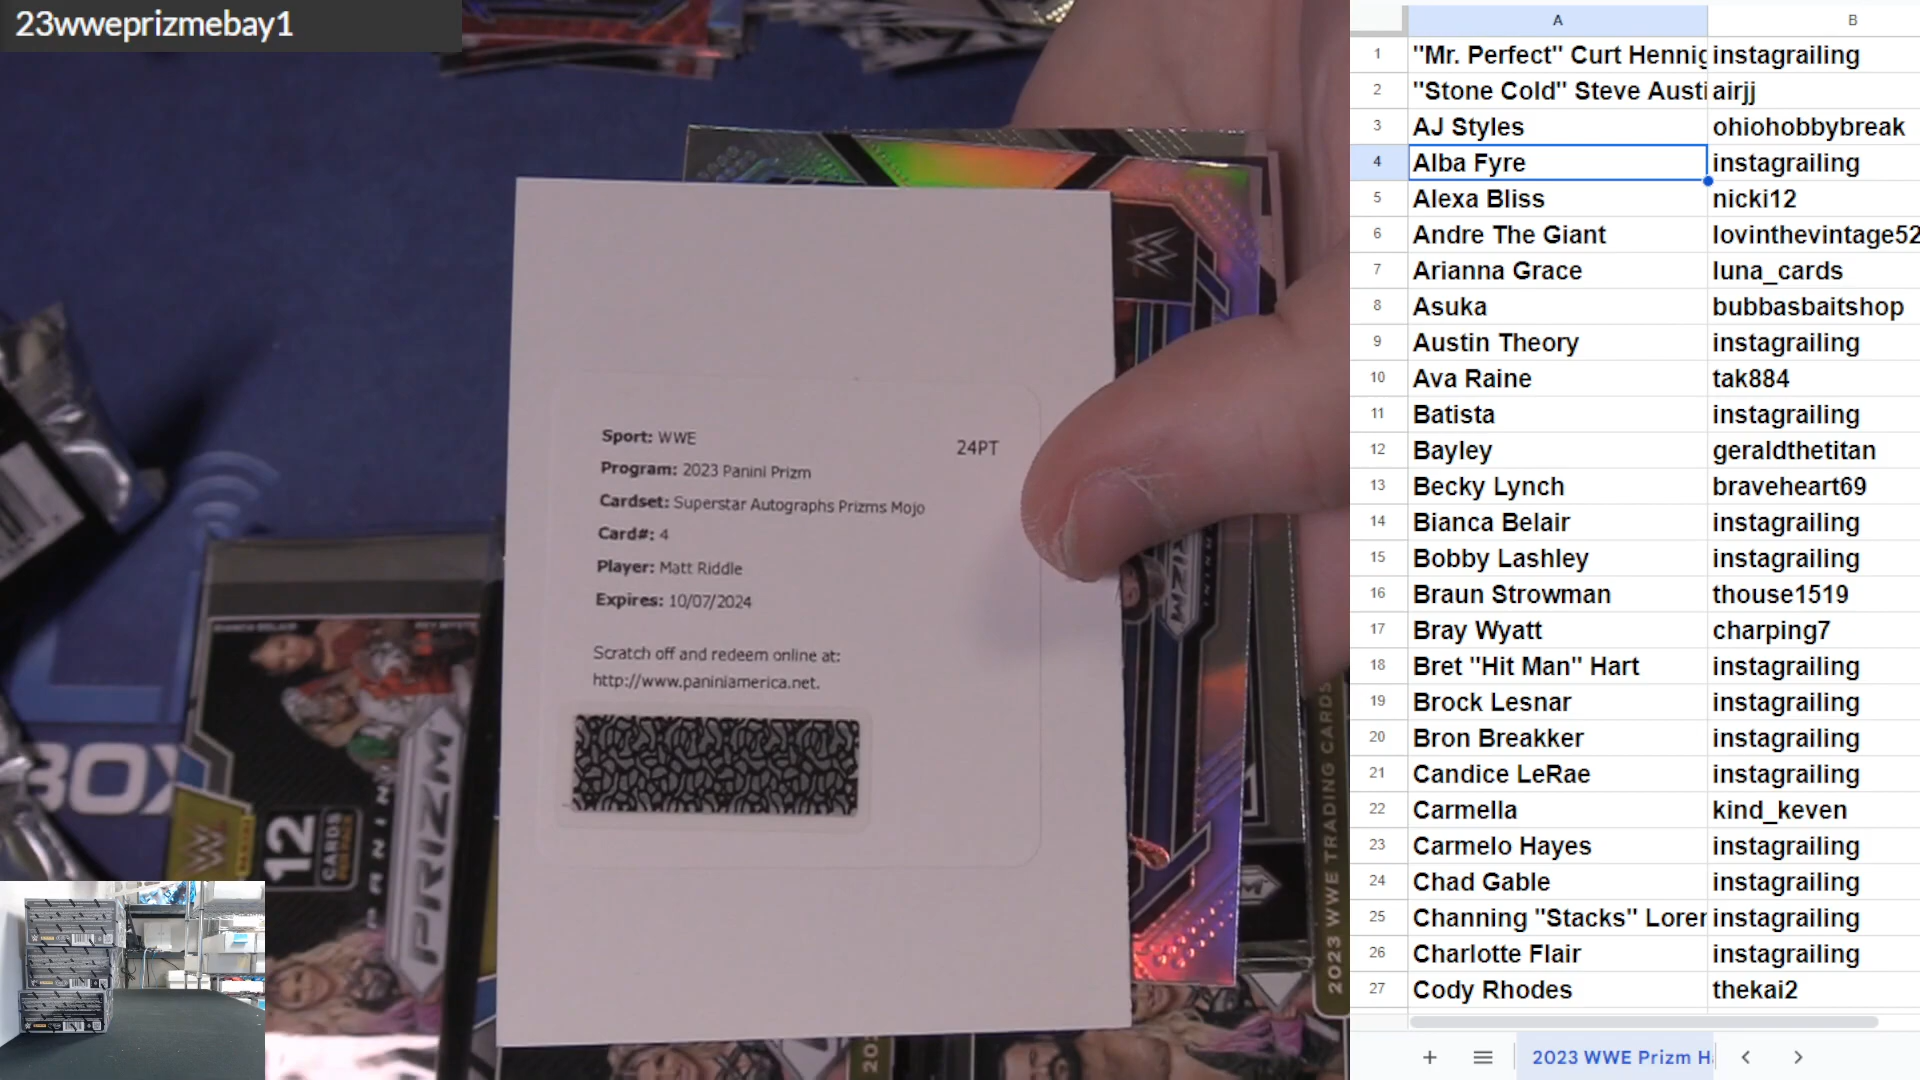 23wweprizmebay1
Sport: WWE
24PT
Program: 2023 Panini Prizm
Cardset: Superstar Autographs Prizms Mojo
Card#: 4
Player: Matt Riddle
Expires: 10/07/2024
Scratch off and redeem online at:
http://www.paniniamerica.net.
BOX
12
CARDS
PANINI
PRIZM
2023 WWE TRADING CARDS
A B
1 "Mr. Perfect" Curt Hennig instagrailing
2 "Stone Cold" Steve Austi airjj
3 AJ Styles ohiohobbybreak
4 Alba Fyre instagrailing
5 Alexa Bliss nicki12
6 Andre The Giant lovinthevintage52
7 Arianna Grace luna_cards
8 Asuka bubbasbaitshop
9 Austin Theory instagrailing
10 Ava Raine tak884
11 Batista instagrailing
12 Bayley geraldthetitan
13 Becky Lynch braveheart69
14 Bianca Belair instagrailing
15 Bobby Lashley instagrailing
16 Braun Strowman thouse1519
17 Bray Wyatt charping7
18 Bret "Hit Man" Hart instagrailing
19 Brock Lesnar instagrailing
20 Bron Breakker instagrailing
21 Candice LeRae instagrailing
22 Carmella kind_keven
23 Carmelo Hayes instagrailing
24 Chad Gable instagrailing
25 Channing "Stacks" Loren instagrailing
26 Charlotte Flair instagrailing
27 Cody Rhodes thekai2
2023 WWE Prizm H